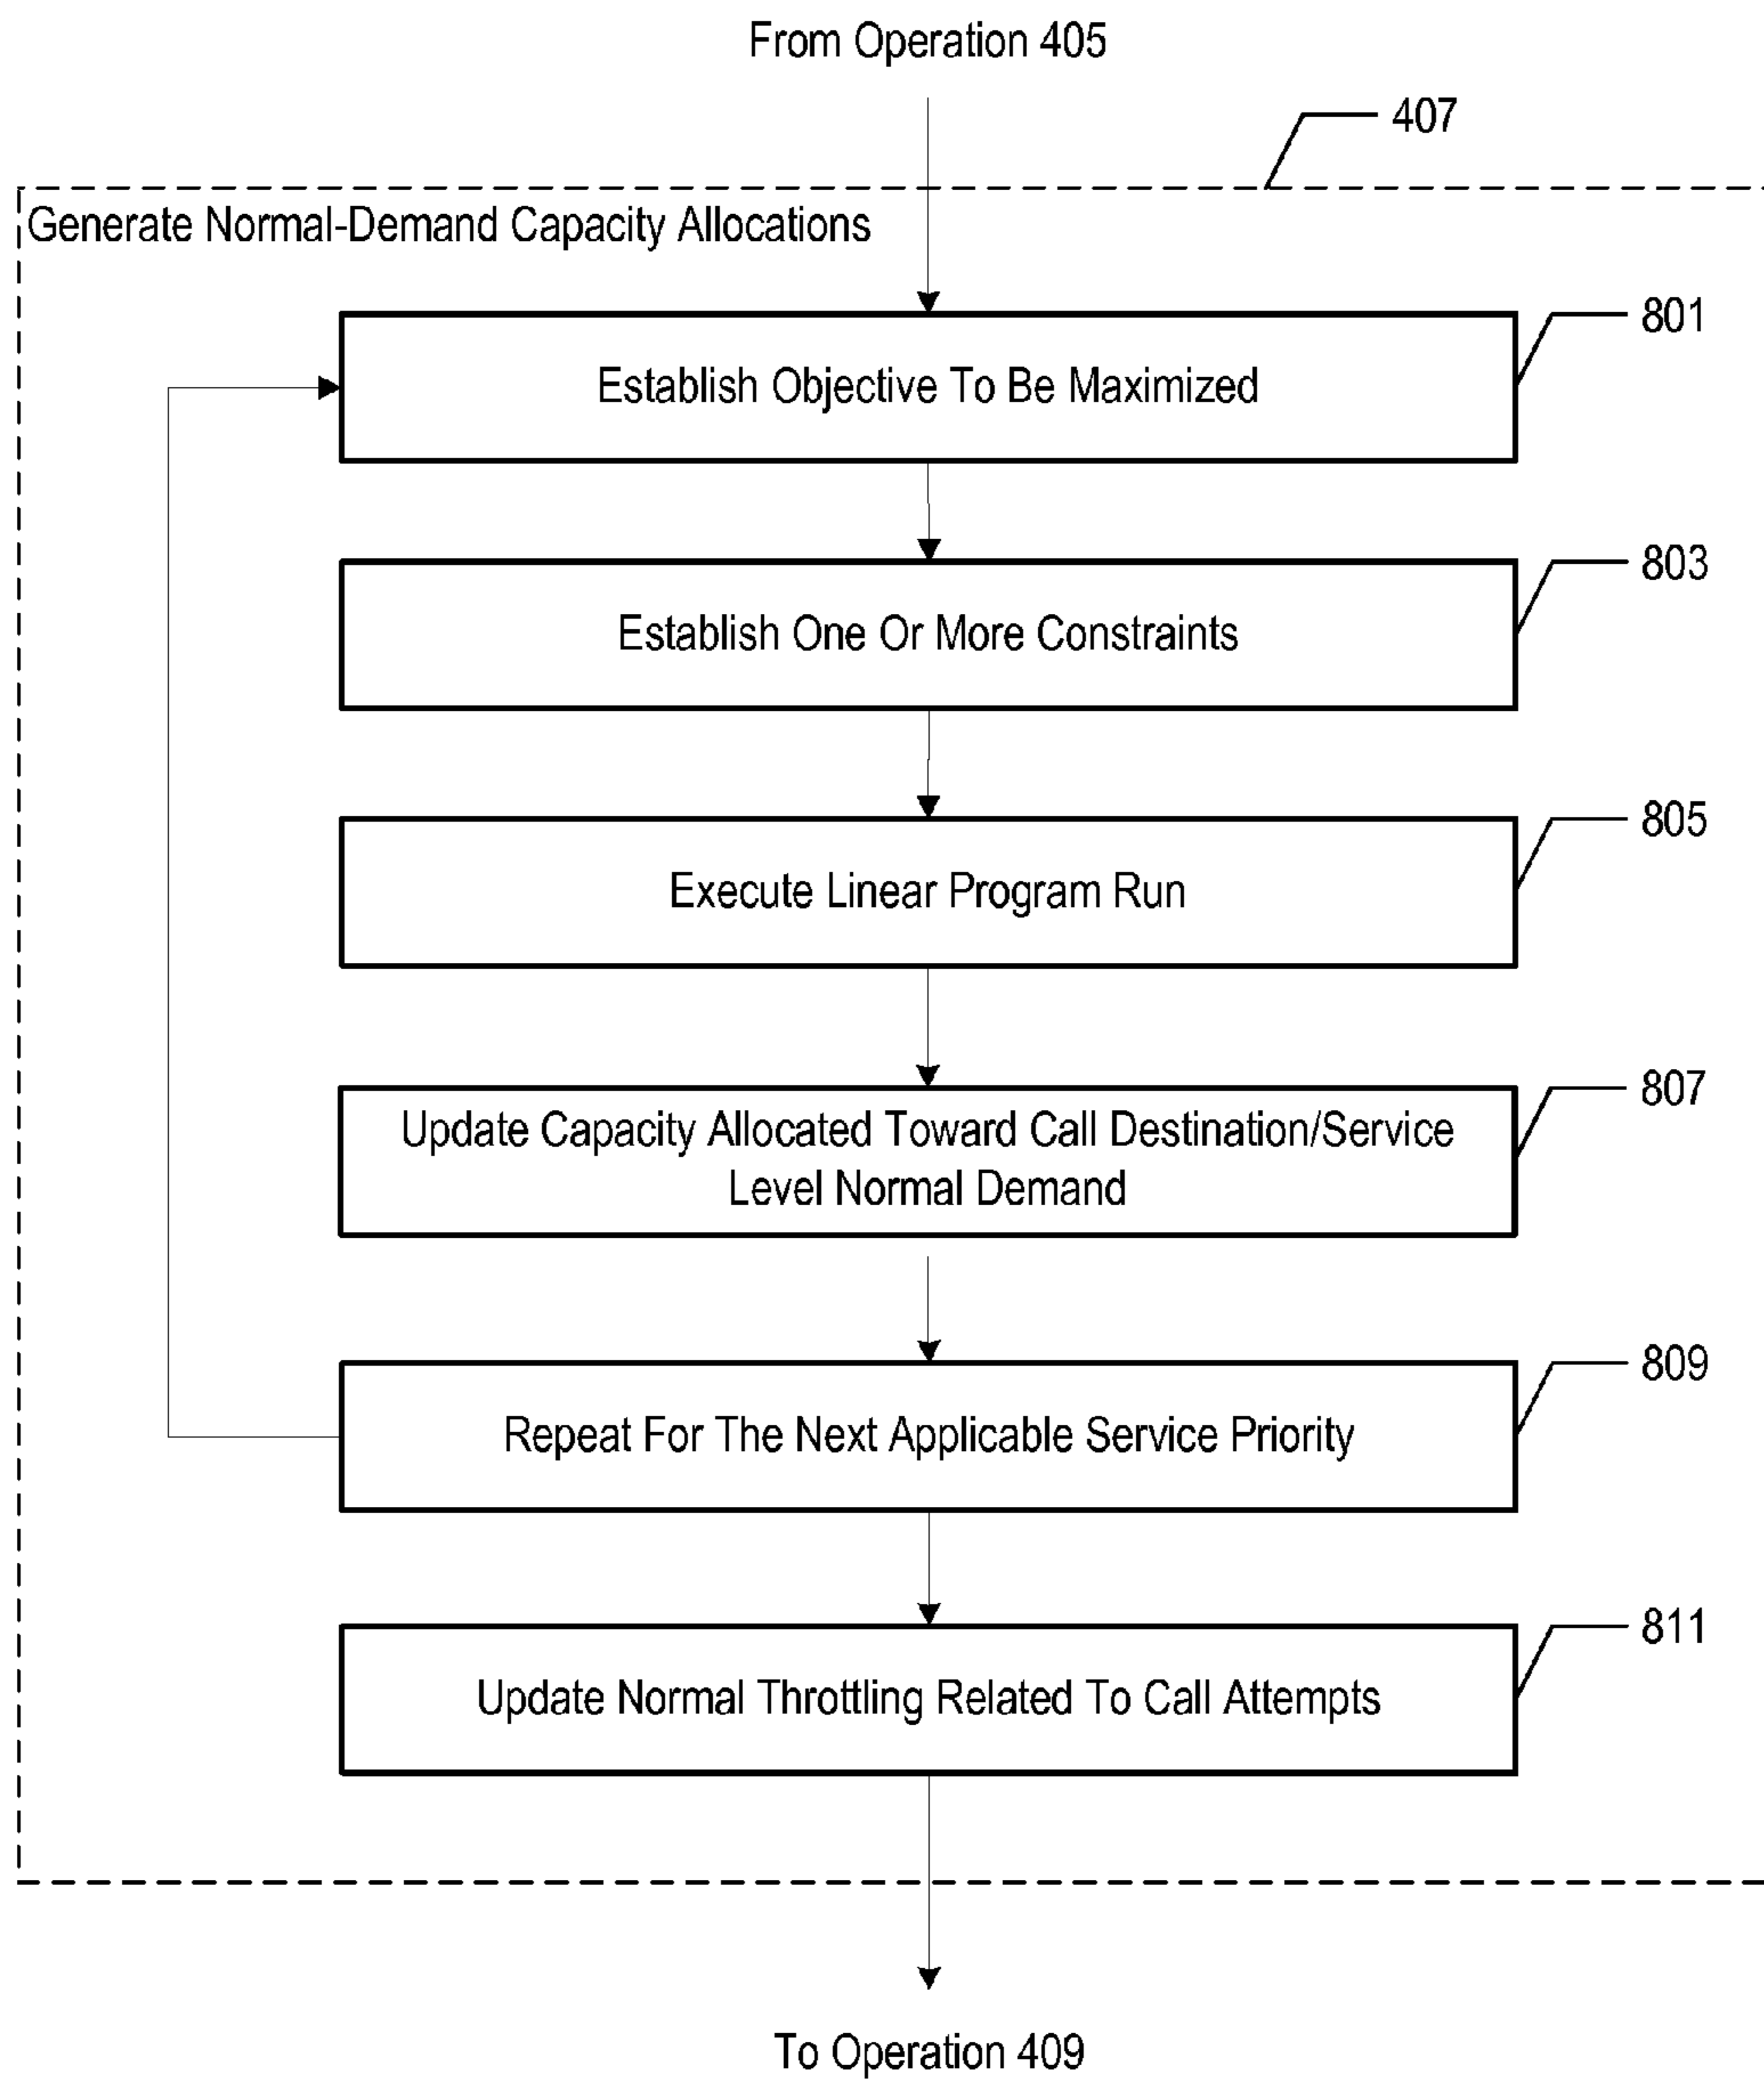 From Operation 405
407
Generate Normal-Demand Capacity Allocations
801
Establish Objective To Be Maximized
803
Establish One Or More Constraints
805
Execute Linear Program Run
807
Update Capacity Allocated Toward Call Destination/Service
Level Normal Demand
809
Repeat For The Next Applicable Service Priority
811
Update Normal Throttling Related To Call Attempts
To Operation 409